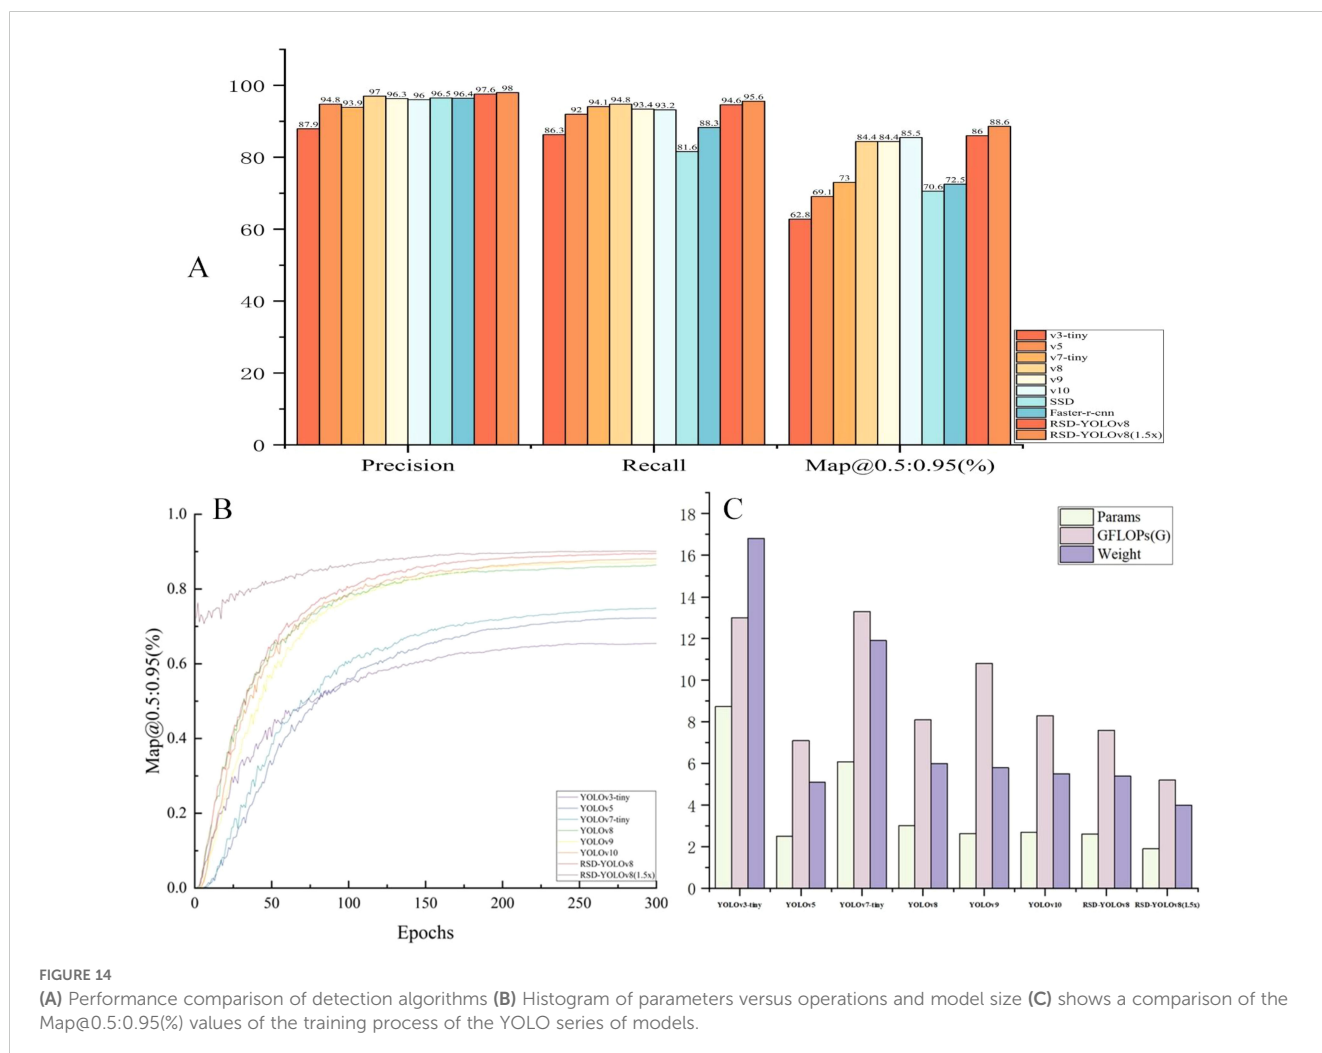 100
80
60
40
20
0
A
87.9
94.8
93.9
97
96.3
96
96.5
96.4
97.6
98
86.3
92
94.1
94.8
93.4
93.2
81.6
88.3
94.6
95.6
62.8
69.1
73
84.4
84.4
85.5
70.6
72.5
86
88.6
Precision
Recall
Map@0.5:0.95(%)
v3-tiny
v5
v7-tiny
v8
v9
v10
SSD
Faster-r-cnn
RSD-YOLOv8
RSD-YOLOv8(1.5x)
B
Map@0.5:0.95(%)
1.0
0.8
0.6
0.4
0.2
0.0
0
50
100
150
200
250
300
Epochs
YOLOv3-tiny
YOLOv5
YOLOv7-tiny
YOLOv8
YOLOv9
YOLOv10
RSD-YOLOv8
RSD-YOLOv8(1.5x)
C
18
16
14
12
10
8
6
4
2
0
Params
GFLOPs(G)
Weight
YOLOv3-tiny
YOLOv5
YOLOv7-tiny
YOLOv8
YOLOv9
YOLOv10
RSD-YOLOv8
RSD-YOLOv8(1.5x)
FIGURE 14
(A) Performance comparison of detection algorithms (B) Histogram of parameters versus operations and model size (C) shows a comparison of the
Map@0.5:0.95(%) values of the training process of the YOLO series of models.